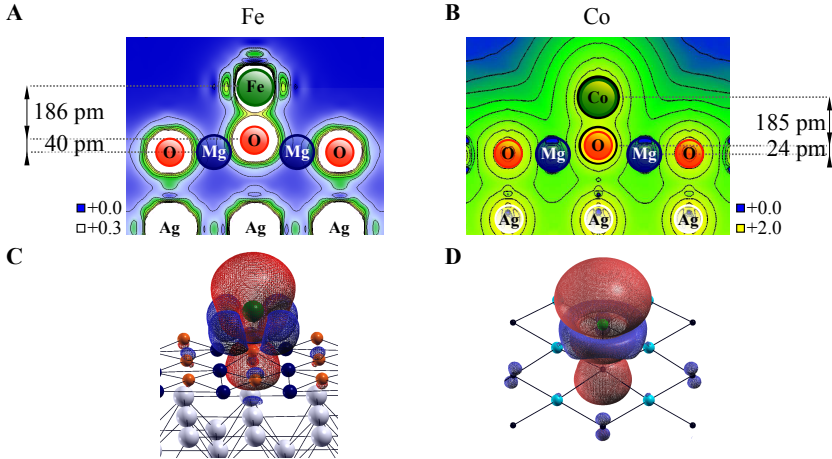 A
Fe
B
Co
Fe
186 pm
40 pm
O
Mg
O
Mg
O
Ag
Ag
Ag
+0.0
+0.3
Co
185 pm
24 pm
O
Mg
O
Mg
O
Ag
Ag
Ag
+0.0
+2.0
C
D